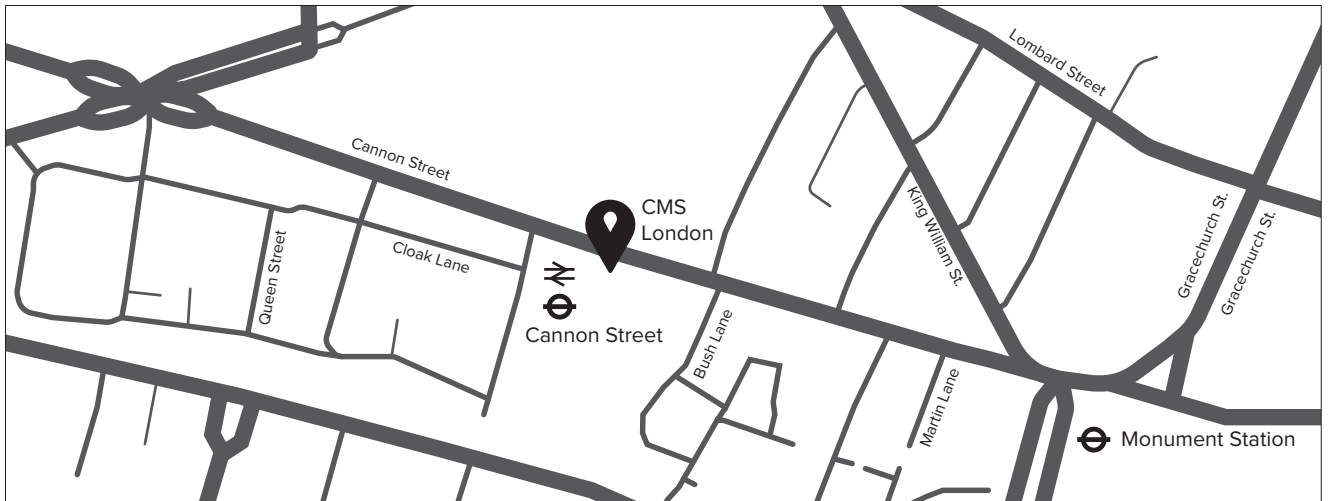 Lombard Street
Cannon Street
CMS
London
King William St.
Gracechurch St.
Gracechurch St.
Cloak Lane
Queen Street
Cannon Street
Bush Lane
Martin Lane
Monument Station